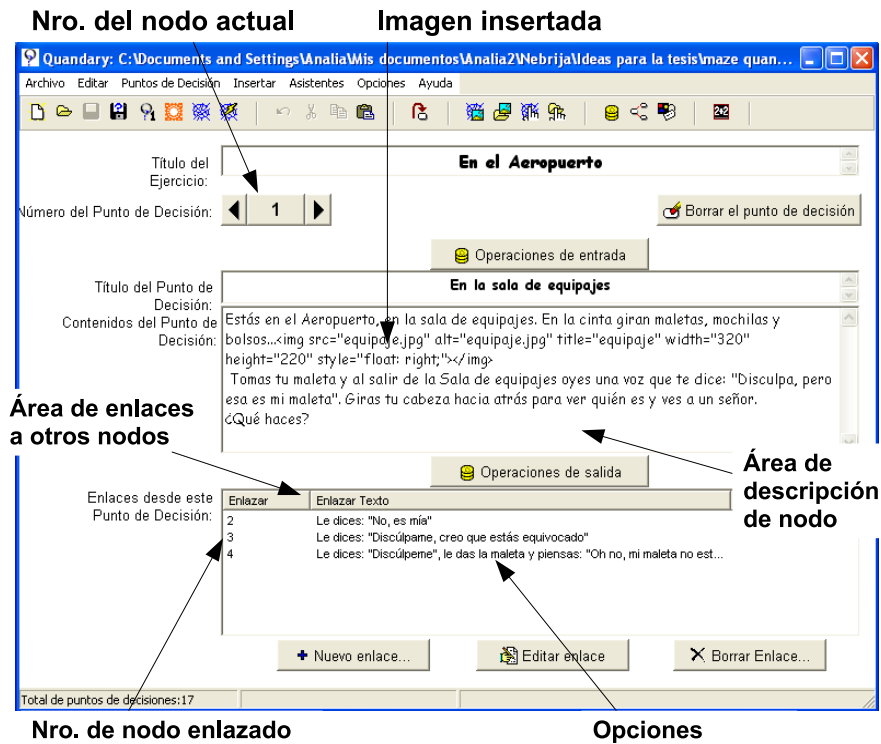 Nro. del nodo actual
Imagen insertada
Quandary: C:\Documents and Settings\Analia\Mis documentos\Analia2\Nebrija\Ideas para la tesis\maze quan...
Archivo Editar Puntos de Decisión Insertar Asistentes Opciones Ayuda
2+2
Título del
Ejercicio:
En el Aeropuerto
Número del Punto de Decisión:
1
Borrar el punto de decisión
Operaciones de entrada
Título del Punto de
Decisión:
En la sala de equipajes
Contenidos del Punto de
Decisión:
Estás en el Aeropuerto, en la sala de equipajes. En la cinta giran maletas, mochilas y
bolsos...<img src="equipaje.jpg" alt="equipaje.jpg" title="equipaje" width="320"
height="220" style="float: right;"></img>
Tomas tu maleta y al salir de la Sala de equipajes oyes una voz que te dice: "Disculpa, pero
esa es mi maleta". Giras tu cabeza hacia atrás para ver quién es y ves a un señor.
¿Qué haces?
Área de enlaces
a otros nodos
Operaciones de salida
Área de
descripción
de nodo
Enlaces desde este
Punto de Decisión:
Enlazar Enlazar Texto
2 Le dices: "No, es mía"
3 Le dices: "Discúlpame, creo que estás equivocado"
4 Le dices: "Discúlpeme", le das la maleta y piensas: "Oh no, mi maleta no est...
Nuevo enlace...
Editar enlace
Borrar Enlace...
Total de puntos de decisiones:17
Nro. de nodo enlazado
Opciones